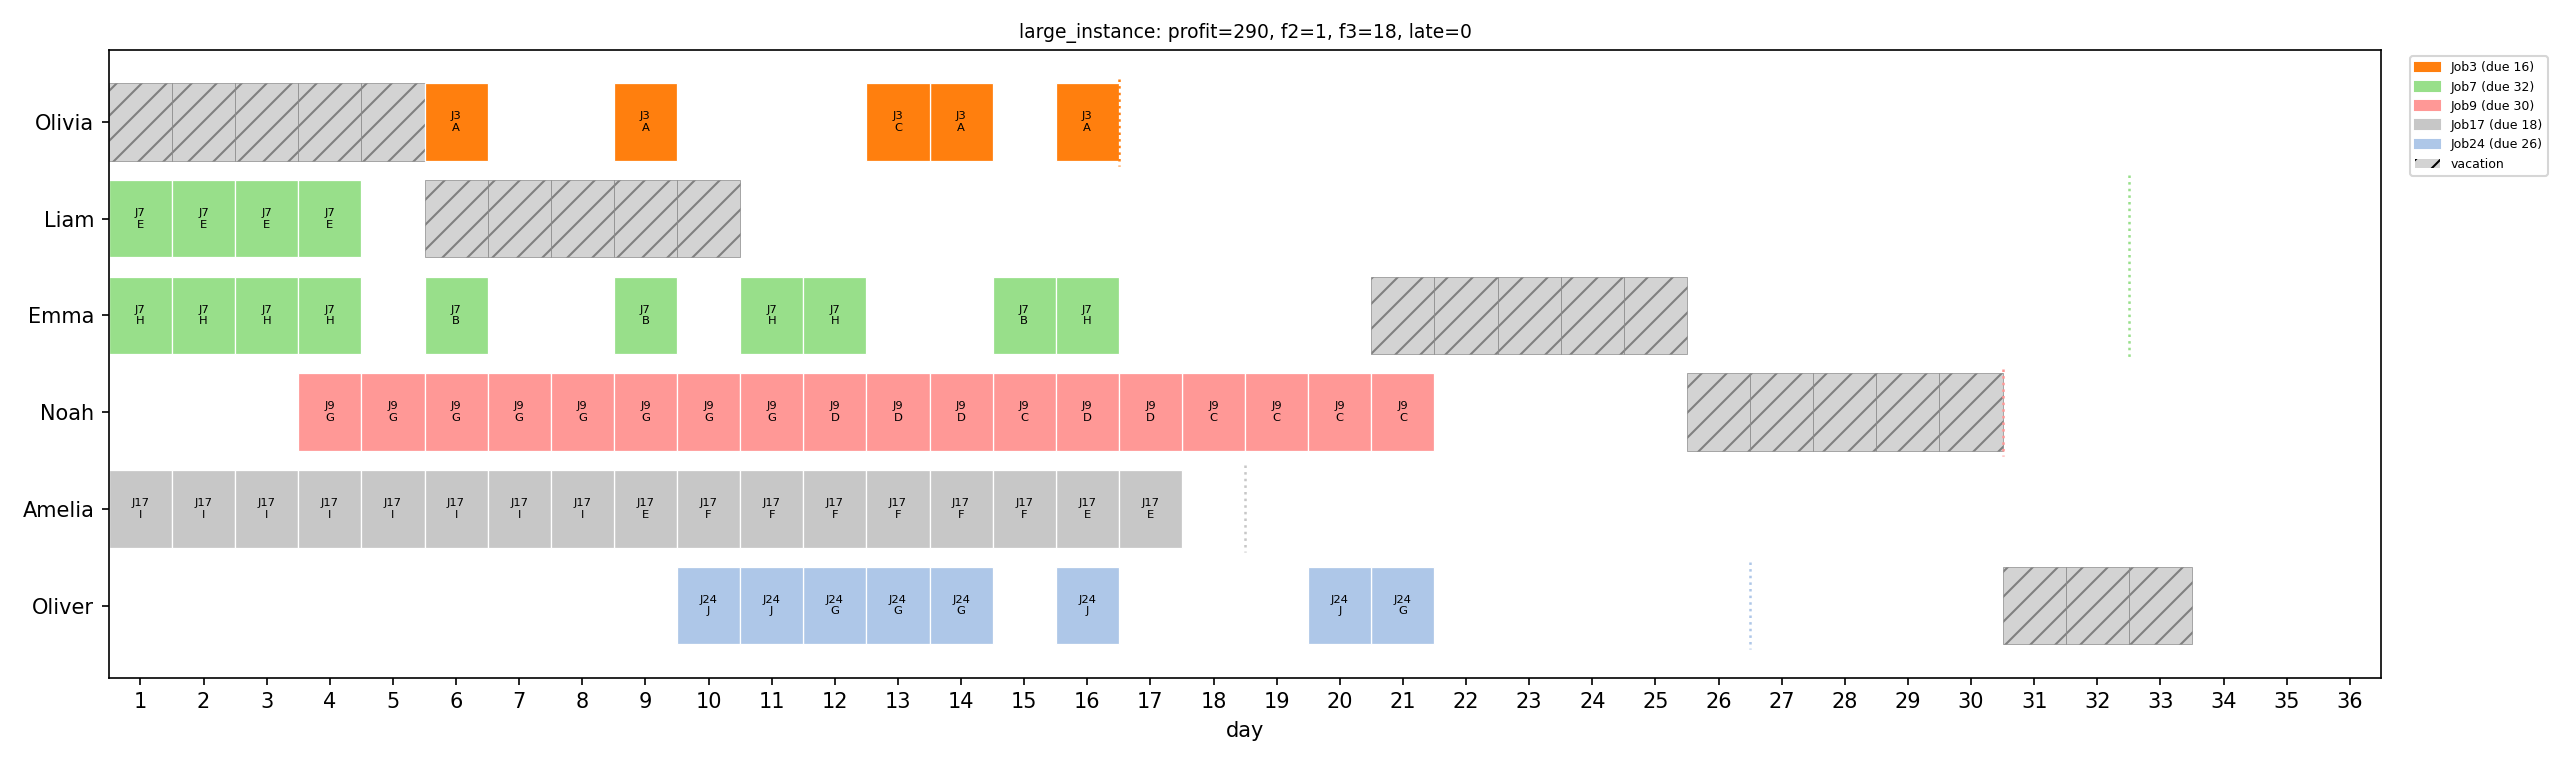 large_instance: profit=290, f2=1, f3=18, late=0
Job3 (due 16)
Job7 (due 32)
Job9 (due 30)
Job17 (due 18)
Job24 (due 26)
vacation
Olivia
J3 J3 J3 J3 J3
A A C A A
Liam
J7 J7 J7 J7
E E E E
Emma
J7 J7 J7 J7 J7 J7 J7 J7 J7 J7
H H H H B B H H B H
Noah
J9 J9 J9 J9 J9 J9 J9 J9 J9 J9 J9 J9 J9 J9 J9 J9 J9 J9
G G G G G G G G D D D C D D C C C C
Amelia
J17 J17 J17 J17 J17 J17 J17 J17 J17 J17 J17 J17 J17 J17 J17 J17 J17
I I I I I I I I E F F F F F F E E
Oliver
J24 J24 J24 J24 J24 J24 J24 J24
J J G G G J J G
1 2 3 4 5 6 7 8 9 10 11 12 13 14 15 16 17 18 19 20 21 22 23 24 25 26 27 28 29 30 31 32 33 34 35 36
day